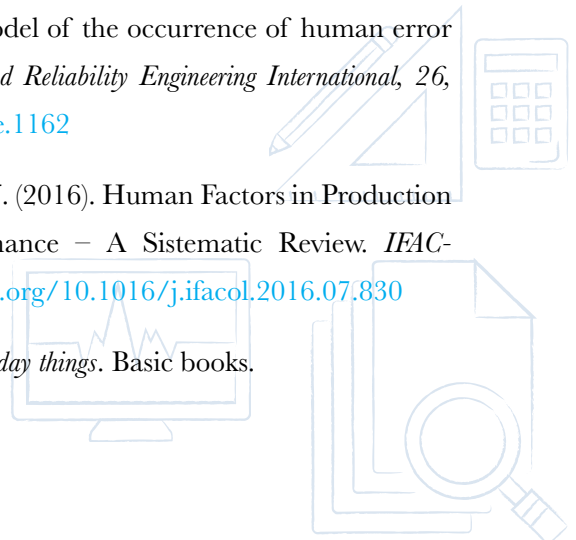 odel of the occurrence of human error
d Reliability Engineering International, 26,
e.1162
. (2016). Human Factors in Production
nance – A Sistematic Review. IFAC-
.org/10.1016/j.ifacol.2016.07.830
day things. Basic books.